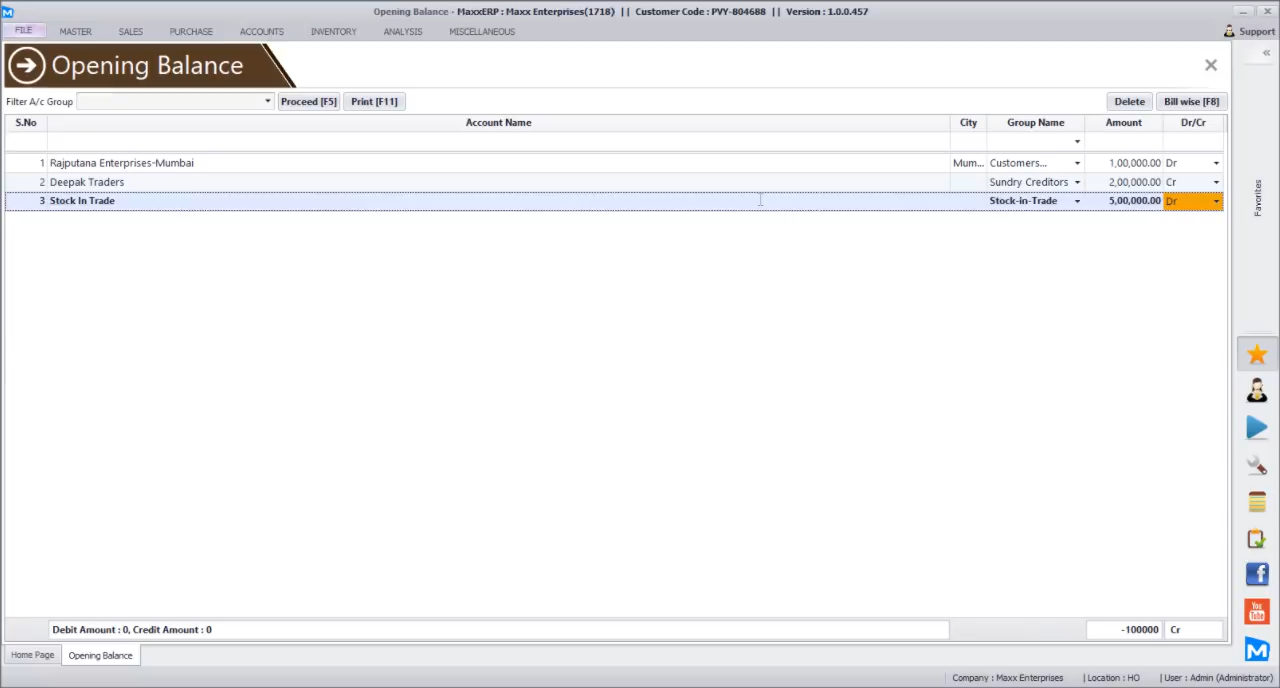 Opening Balance - MaxxERP : Maxx Enterprises(1718) || Customer Code : PVY-804688 || Version : 1.0.0.457
FILE MASTER SALES PURCHASE ACCOUNTS INVENTORY ANALYSIS MISCELLANEOUS Support
Opening Balance
Filter A/c Group Proceed [F5] Print [F11] Delete Bill wise [F8]
S.No Account Name City Group Name Amount Dr/Cr
1 Rajputana Enterprises-Mumbai Mum... Customers... 1,00,000.00 Dr
2 Deepak Traders Sundry Creditors 2,00,000.00 Cr
3 Stock In Trade Stock-in-Trade 5,00,000.00 Dr
Favorites
You
Tube
Debit Amount : 0, Credit Amount : 0 -100000 Cr
Home Page Opening Balance
Company : Maxx Enterprises | Location : HO | User : Admin (Administrator)